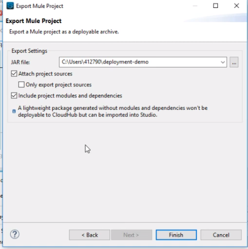 Export Mule Project
Export Mule Project
Export a Mule project as a deployable archive.
Export Settings
JAR file: C:\Users\412790\deployment-demo ...
Attach project sources
Only export project sources
Include project modules and dependencies
A lightweight package generated without modules and dependencies won't be
deployable to CloudHub but can be imported into Studio.
? < Back Next > Finish Cancel